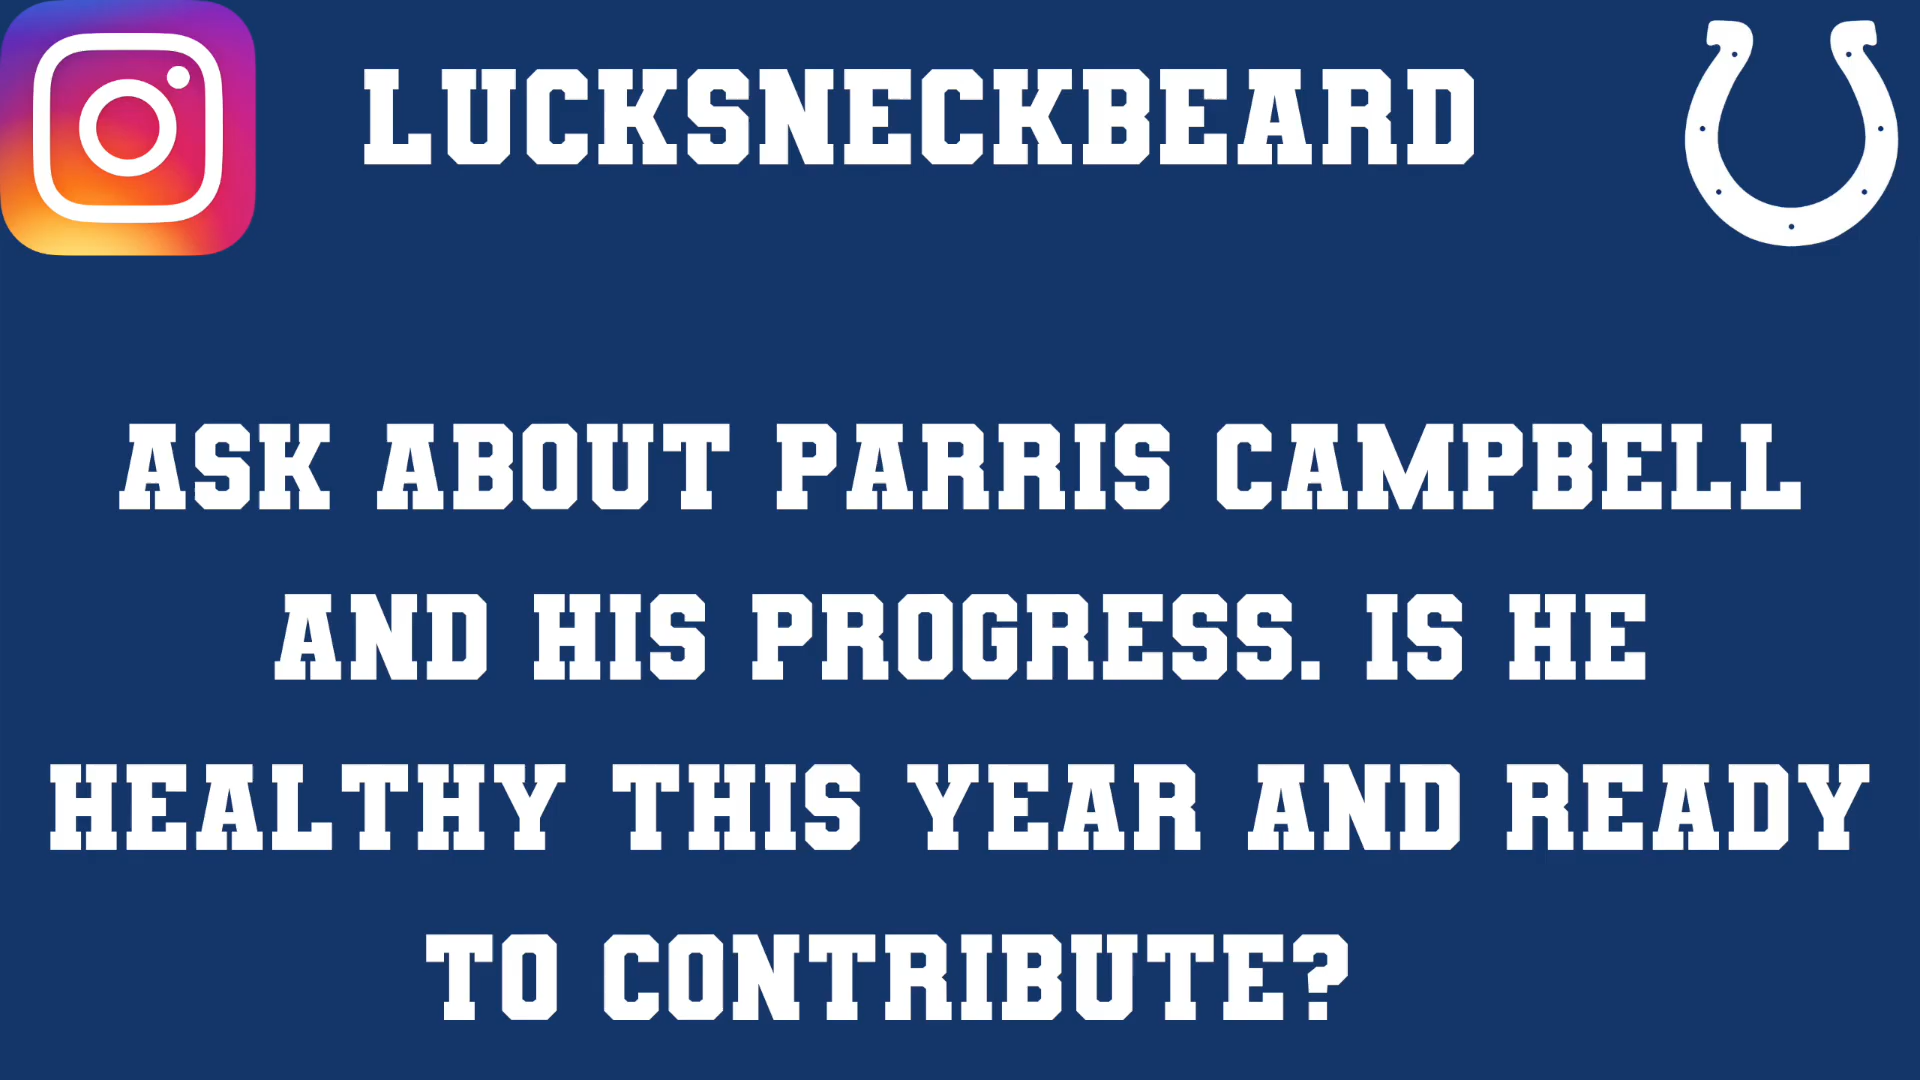 LUCKSNECKBEARD
ASK ABOUT PARRIS CAMPBELL
AND HIS PROGRESS. IS HE
HEALTHY THIS YEAR AND READY
TO CONTRIBUTE?